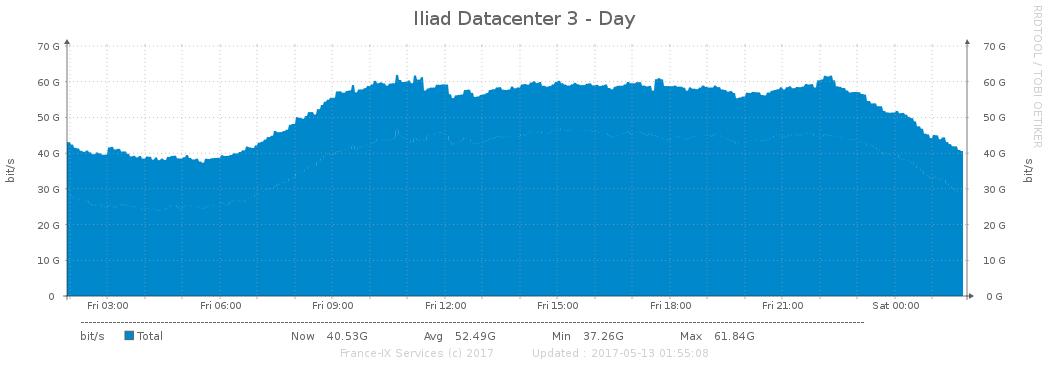 Iliad Datacenter 3 - Day
RRDTOOL / TOBI OETIKER
70 G 70 G
60 G 60 G
50 G 50 G
40 G 40 G
30 G 30 G
20 G 20 G
10 G 10 G
0 0 G
bit/s bit/s
Fri 03:00 Fri 06:00 Fri 09:00 Fri 12:00 Fri 15:00 Fri 18:00 Fri 21:00 Sat 00:00
bit/s Total Now 40.53G Avg 52.49G Min 37.26G Max 61.84G
France-IX Services (c) 2017 Updated : 2017-05-13 01:55:08